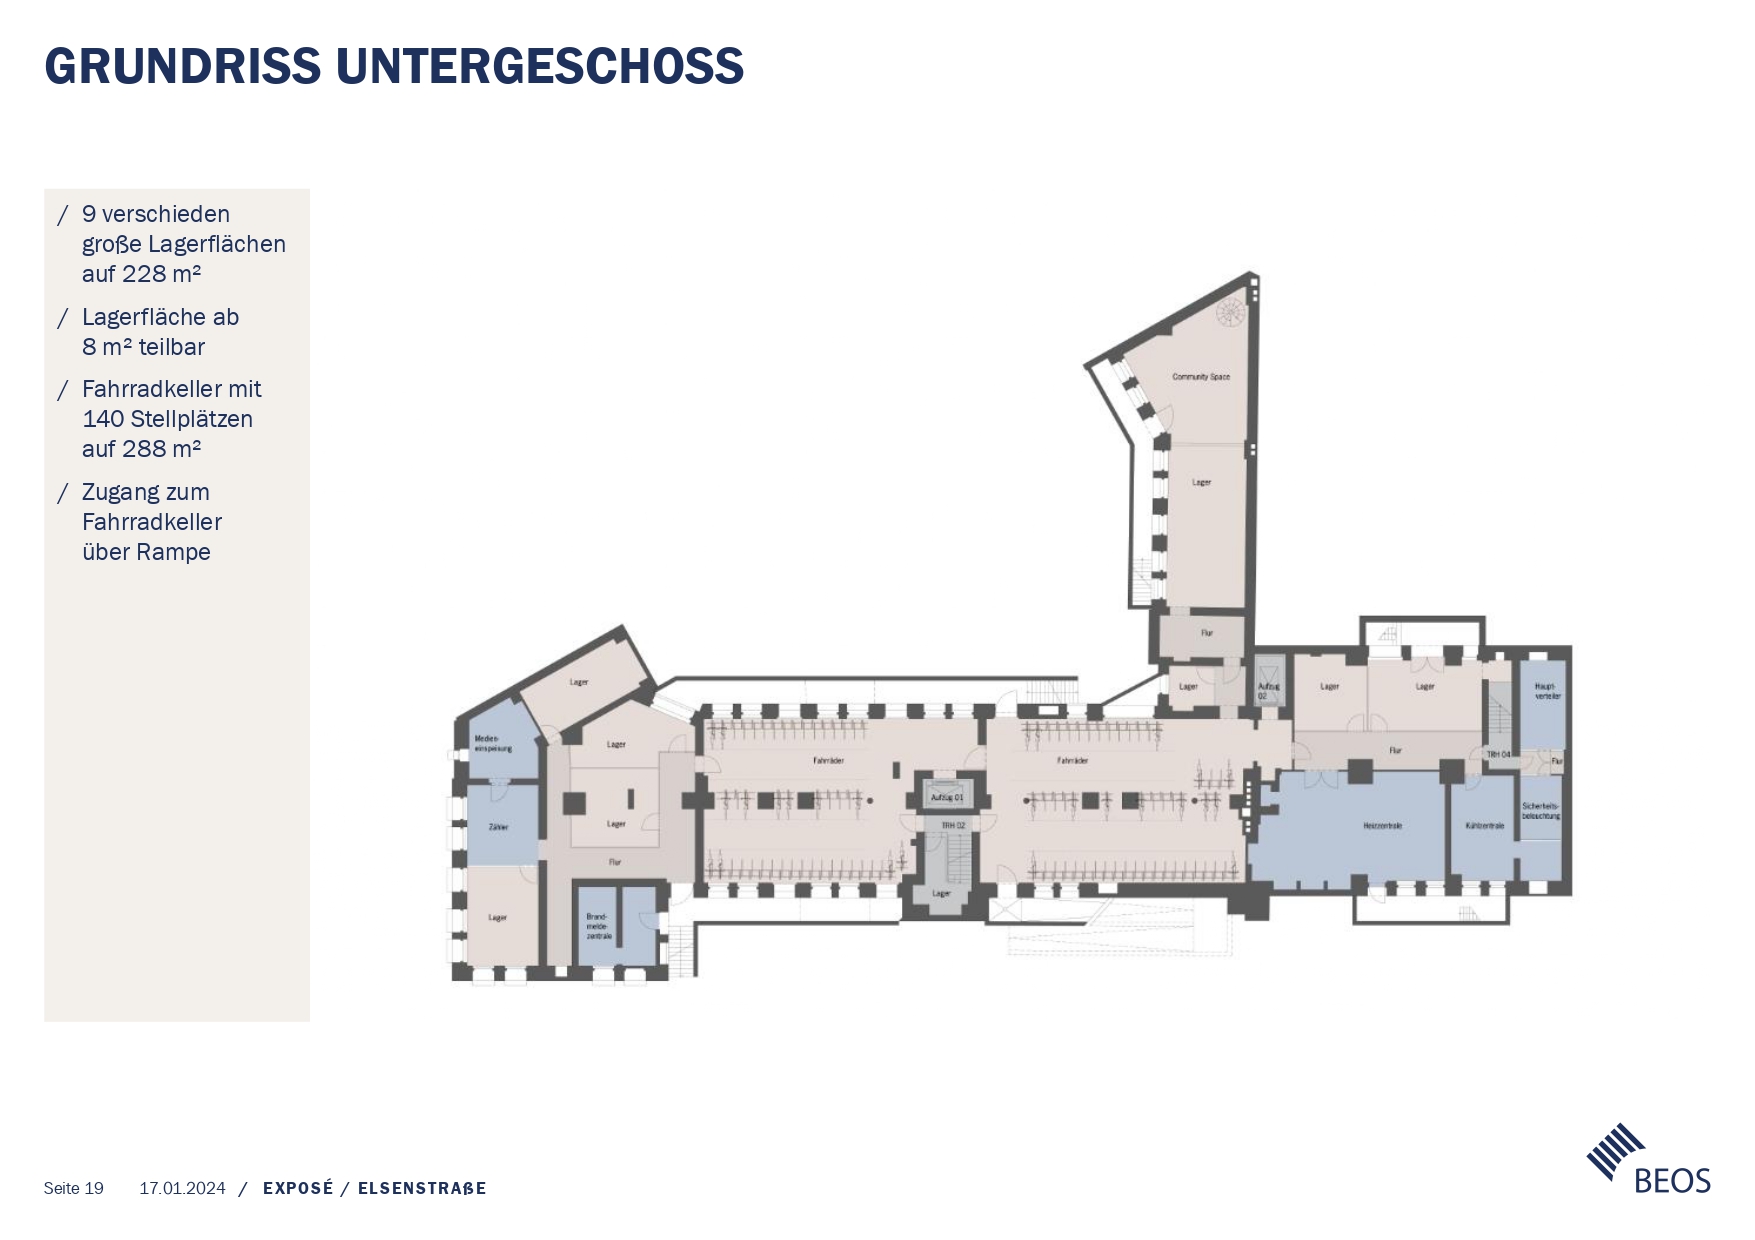 GRUNDRISS UNTERGESCHOSS
/ 9 verschieden
große Lagerflächen
auf 228 m²
/ Lagerfläche ab
8 m² teilbar
/ Fahrradkeller mit
140 Stellplätzen
auf 288 m²
/ Zugang zum
Fahrradkeller
über Rampe
Community Space
Lager
Flur
Lager
Aufzug
02
Lager
Lager
Haupt-
verteiler
Flur
TRH 04
Flur
Lager
Medien-
einspeisung
Lager
Fahrräder
Fahrräder
Aufzug 01
Zähler
Lager
TRH 02
Heizzentrale
Kühlzentrale
Sicherheits-
beleuchtung
Flur
Lager
Lager
Brand-
melde-
zentrale
Seite 19 17.01.2024 / EXPOSÉ / ELSENSTRAßE
BEOS